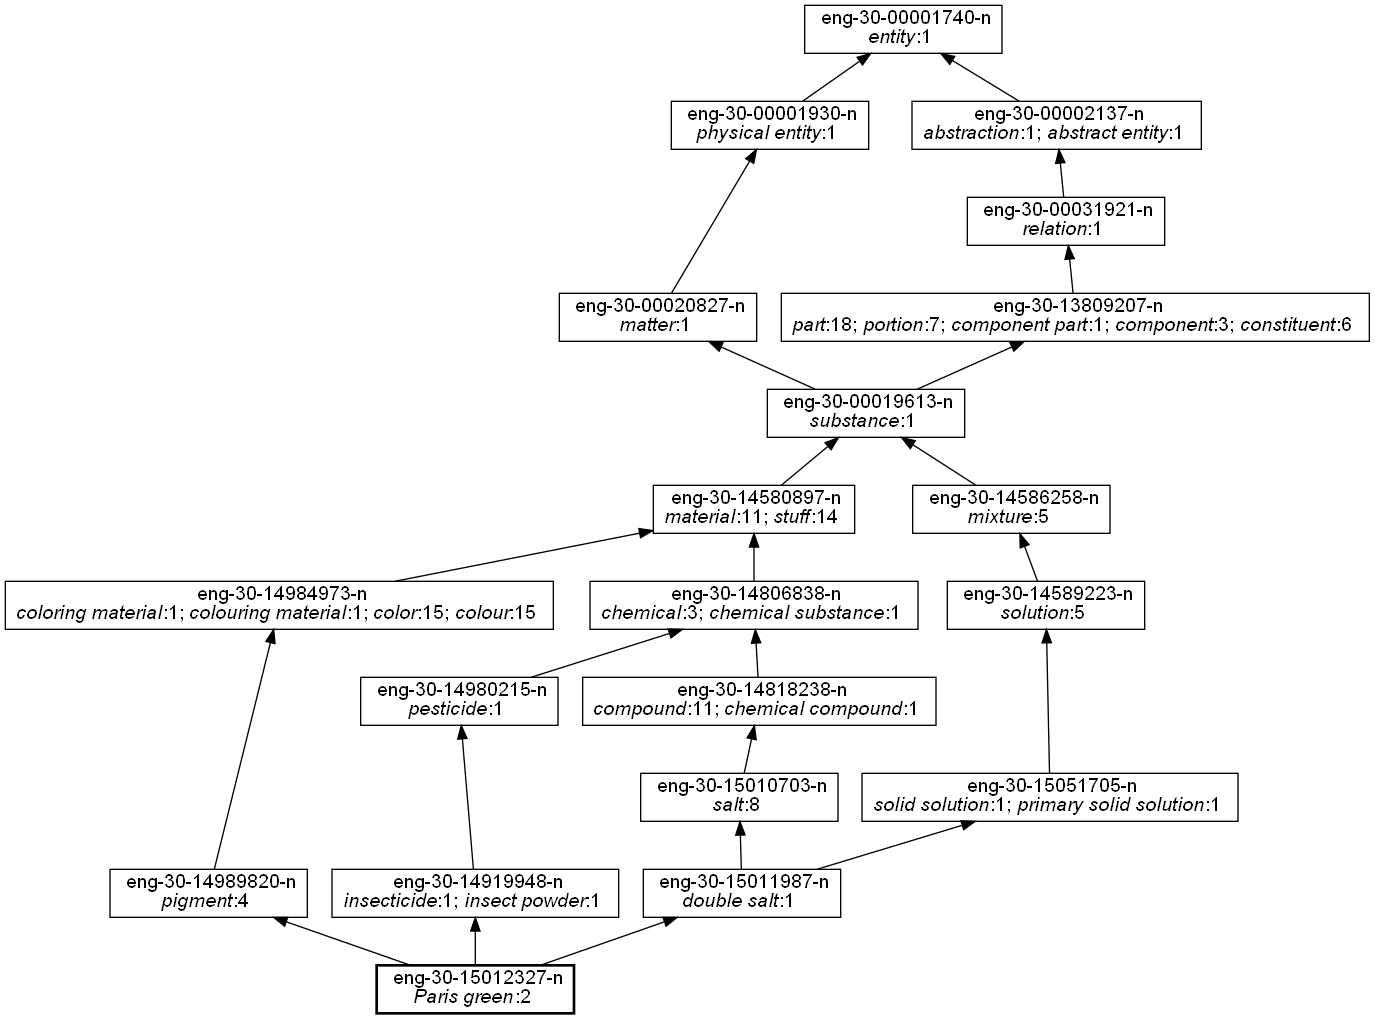 eng-30-00001740-n
entity:1
eng-30-00001930-n
physical entity:1
eng-30-00002137-n
abstraction:1; abstract entity:1
eng-30-00031921-n
relation:1
eng-30-00020827-n
matter:1
eng-30-13809207-n
part:18; portion:7; component part:1; component:3; constituent:6
eng-30-00019613-n
substance:1
eng-30-14580897-n
material:11; stuff:14
eng-30-14586258-n
mixture:5
eng-30-14984973-n
coloring material:1; colouring material:1; color:15; colour:15
eng-30-14806838-n
chemical:3; chemical substance:1
eng-30-14589223-n
solution:5
eng-30-14980215-n
pesticide:1
eng-30-14818238-n
compound:11; chemical compound:1
eng-30-15010703-n
salt:8
eng-30-15051705-n
solid solution:1; primary solid solution:1
eng-30-14989820-n
pigment:4
eng-30-14919948-n
insecticide:1; insect powder:1
eng-30-15011987-n
double salt:1
eng-30-15012327-n
Paris green:2